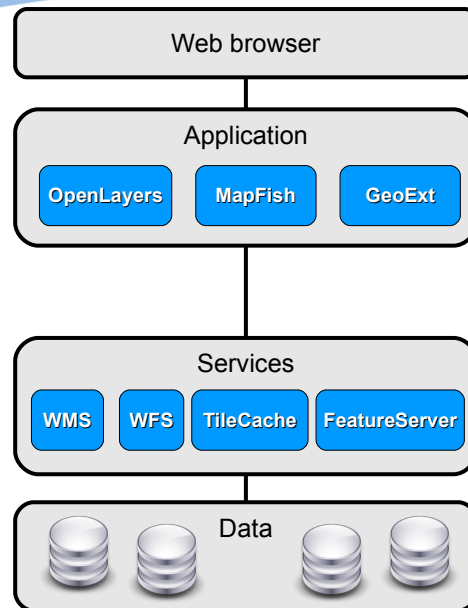 Web browser
Application
OpenLayers MapFish GeoExt
Services
WMS WFS TileCache FeatureServer
Data